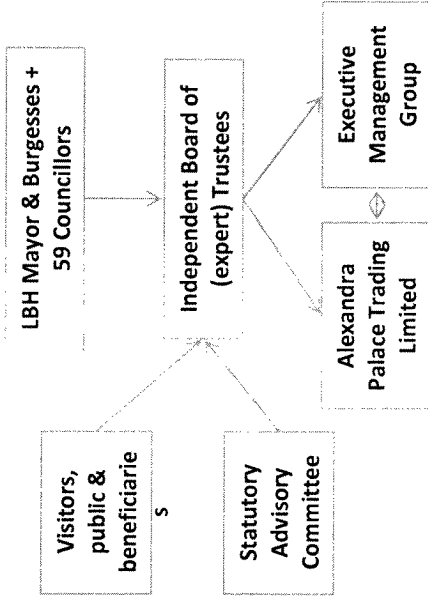 LBH Mayor & Burgesses +
59 Councillors
Visitors,
public &
beneficiarie
s
Independent Board of
(expert) Trustees
Statutory
Advisory
Committee
Alexandra
Palace Trading
Limited
Executive
Management
Group